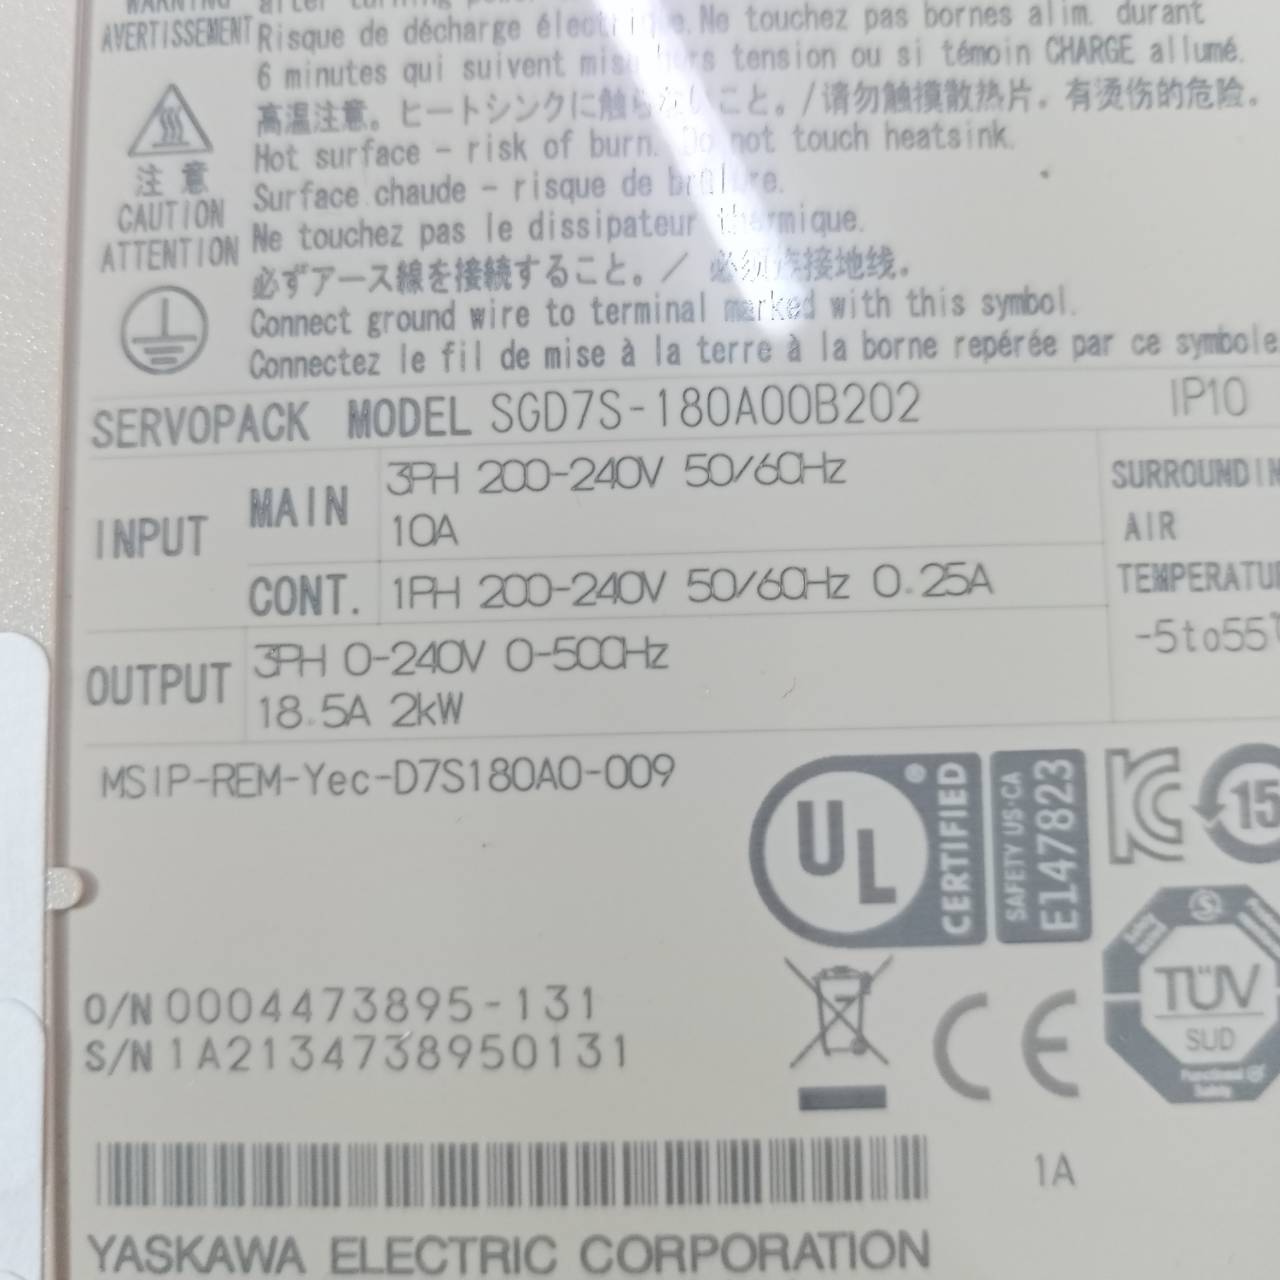 WARNING after turning
AVERTISSEMENT Risque de décharge électrique. Ne touchez pas bornes alim. durant
6 minutes qui suivent mise hors tension ou si témoin CHARGE allumé.
高温注意。ヒートシンクに触らないこと。/请勿触摸散热片。有烫伤的危险。
Hot surface - risk of burn. Do not touch heatsink.
注 意
Surface chaude - risque de brûlure.
CAUTION
Ne touchez pas le dissipateur thermique.
ATTENTION
必ずアース線を接続すること。/ 必须连接地线。
Connect ground wire to terminal marked with this symbol.
Connectez le fil de mise à la terre à la borne repérée par ce symbole
SERVOPACK MODEL SGD7S-180A00B202 IP10
INPUT MAIN 3PH 200-240V 50/60Hz
10A
CONT. 1PH 200-240V 50/60Hz 0.25A
SURROUNDIN
AIR
TEMPERATU
-5to55
OUTPUT 3PH 0-240V 0-500Hz
18.5A 2kW
MSIP-REM-Yec-D7S180A0-009
UL ® CERTIFIED
SAFETY US·CA
E147823
15
TÜV
SUD
Functional
Safety
O/N 0004473895-131
S/N 1A2134738950131
CE
1A
YASKAWA ELECTRIC CORPORATION